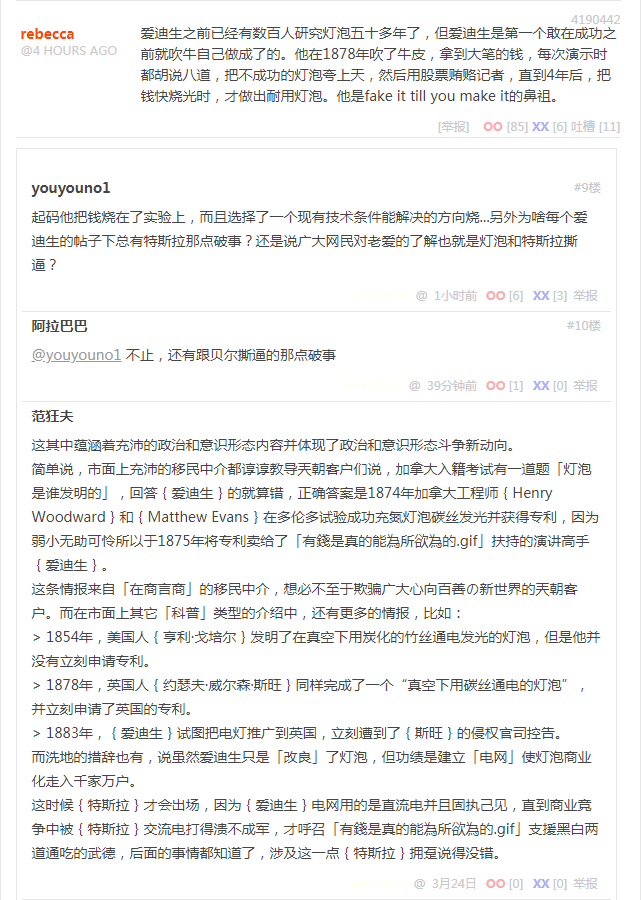 4190442
rebecca
@4 HOURS AGO
爱迪生之前已经有数百人研究灯泡五十多年了，但爱迪生是第一个敢在成功之
前就吹牛自己做成了的。他在1878年吹了牛皮，拿到大笔的钱，每次演示时
都胡说八道，把不成功的灯泡夸上天，然后用股票贿赂记者，直到4年后，把
钱快烧光时，才做出耐用灯泡。他是fake it till you make it的鼻祖。
[举报] OO [85] XX [6] 吐槽 [11]
youyouno1 #9楼
起码他把钱烧在了实验上，而且选择了一个现有技术条件能解决的方向烧...另外为啥每个爱
迪生的帖子下总有特斯拉那点破事？还是说广大网民对老爱的了解也就是灯泡和特斯拉撕
逼？
@ 1小时前 OO [6] XX [3] 举报
阿拉巴巴 #10楼
@youyouno1 不止，还有跟贝尔撕逼的那点破事
@ 39分钟前 OO [1] XX [0] 举报
范狂夫
这其中蕴涵着充沛的政治和意识形态内容并体现了政治和意识形态斗争新动向。
简单说，市面上充沛的移民中介都谆谆教导天朝客户们说，加拿大入籍考试有一道题「灯泡
是谁发明的」，回答 { 爱迪生 } 的就算错，正确答案是1874年加拿大工程师 { Henry
Woodward } 和 { Matthew Evans } 在多伦多试验成功充氮灯泡碳丝发光并获得专利，因为
弱小无助可怜所以于1875年将专利卖给了「有錢是真的能為所欲為的.gif」扶持的演讲高手
{ 爱迪生 } 。
这条情报来自「在商言商」的移民中介，想必不至于欺骗广大心向百善の新世界的天朝客
户。而在市面上其它「科普」类型的介绍中，还有更多的情报，比如：
> 1854年，美国人 { 亨利·戈培尔 } 发明了在真空下用炭化的竹丝通电发光的灯泡，但是他并
没有立刻申请专利。
> 1878年，英国人 { 约瑟夫·威尔森·斯旺 } 同样完成了一个“真空下用碳丝通电的灯泡”，
并立刻申请了英国的专利。
> 1883年， { 爱迪生 } 试图把电灯推广到英国，立刻遭到了 { 斯旺 } 的侵权官司控告。
而洗地的措辞也有，说虽然爱迪生只是「改良」了灯泡，但功绩是建立「电网」使灯泡商业
化走入千家万户。
这时候 { 特斯拉 } 才会出场，因为 { 爱迪生 } 电网用的是直流电并且固执己见，直到商业竞
争中被 { 特斯拉 } 交流电打得溃不成军，才呼召「有錢是真的能為所欲為的.gif」支援黑白两
道通吃的武德，后面的事情都知道了，涉及这一点 { 特斯拉 } 拥趸说得没错。
@ 3月24日 OO [0] XX [0] 举报